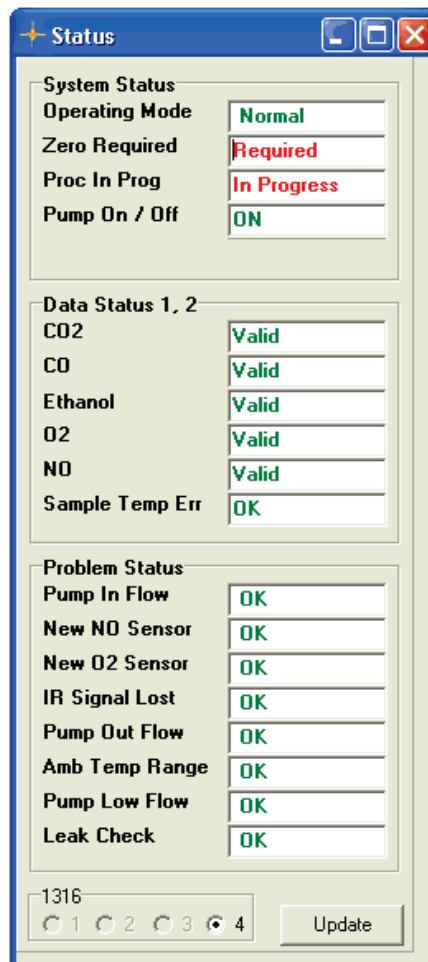 Status
System Status
Operating Mode Normal
Zero Required Required
Proc In Prog In Progress
Pump On / Off ON
Data Status 1, 2
CO2 Valid
CO Valid
Ethanol Valid
O2 Valid
NO Valid
Sample Temp Err OK
Problem Status
Pump In Flow OK
New NO Sensor OK
New O2 Sensor OK
IR Signal Lost OK
Pump Out Flow OK
Amb Temp Range OK
Pump Low Flow OK
Leak Check OK
1316
1 2 3 4 Update